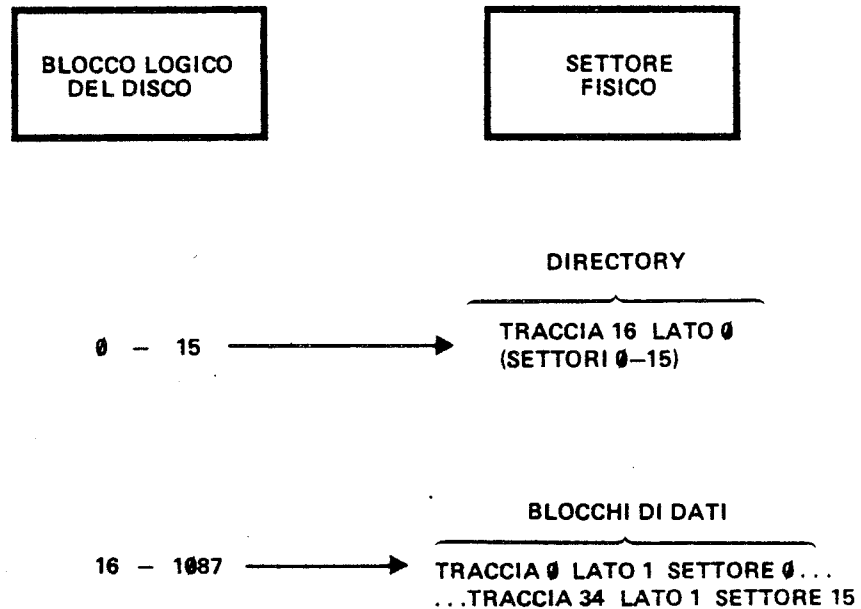 BLOCCO LOGICO
DEL DISCO
SETTORE
FISICO
DIRECTORY
0 – 15
TRACCIA 16 LATO 0
(SETTORI 0–15)
BLOCCHI DI DATI
16 – 1087
TRACCIA 0 LATO 1 SETTORE 0...
...TRACCIA 34 LATO 1 SETTORE 15